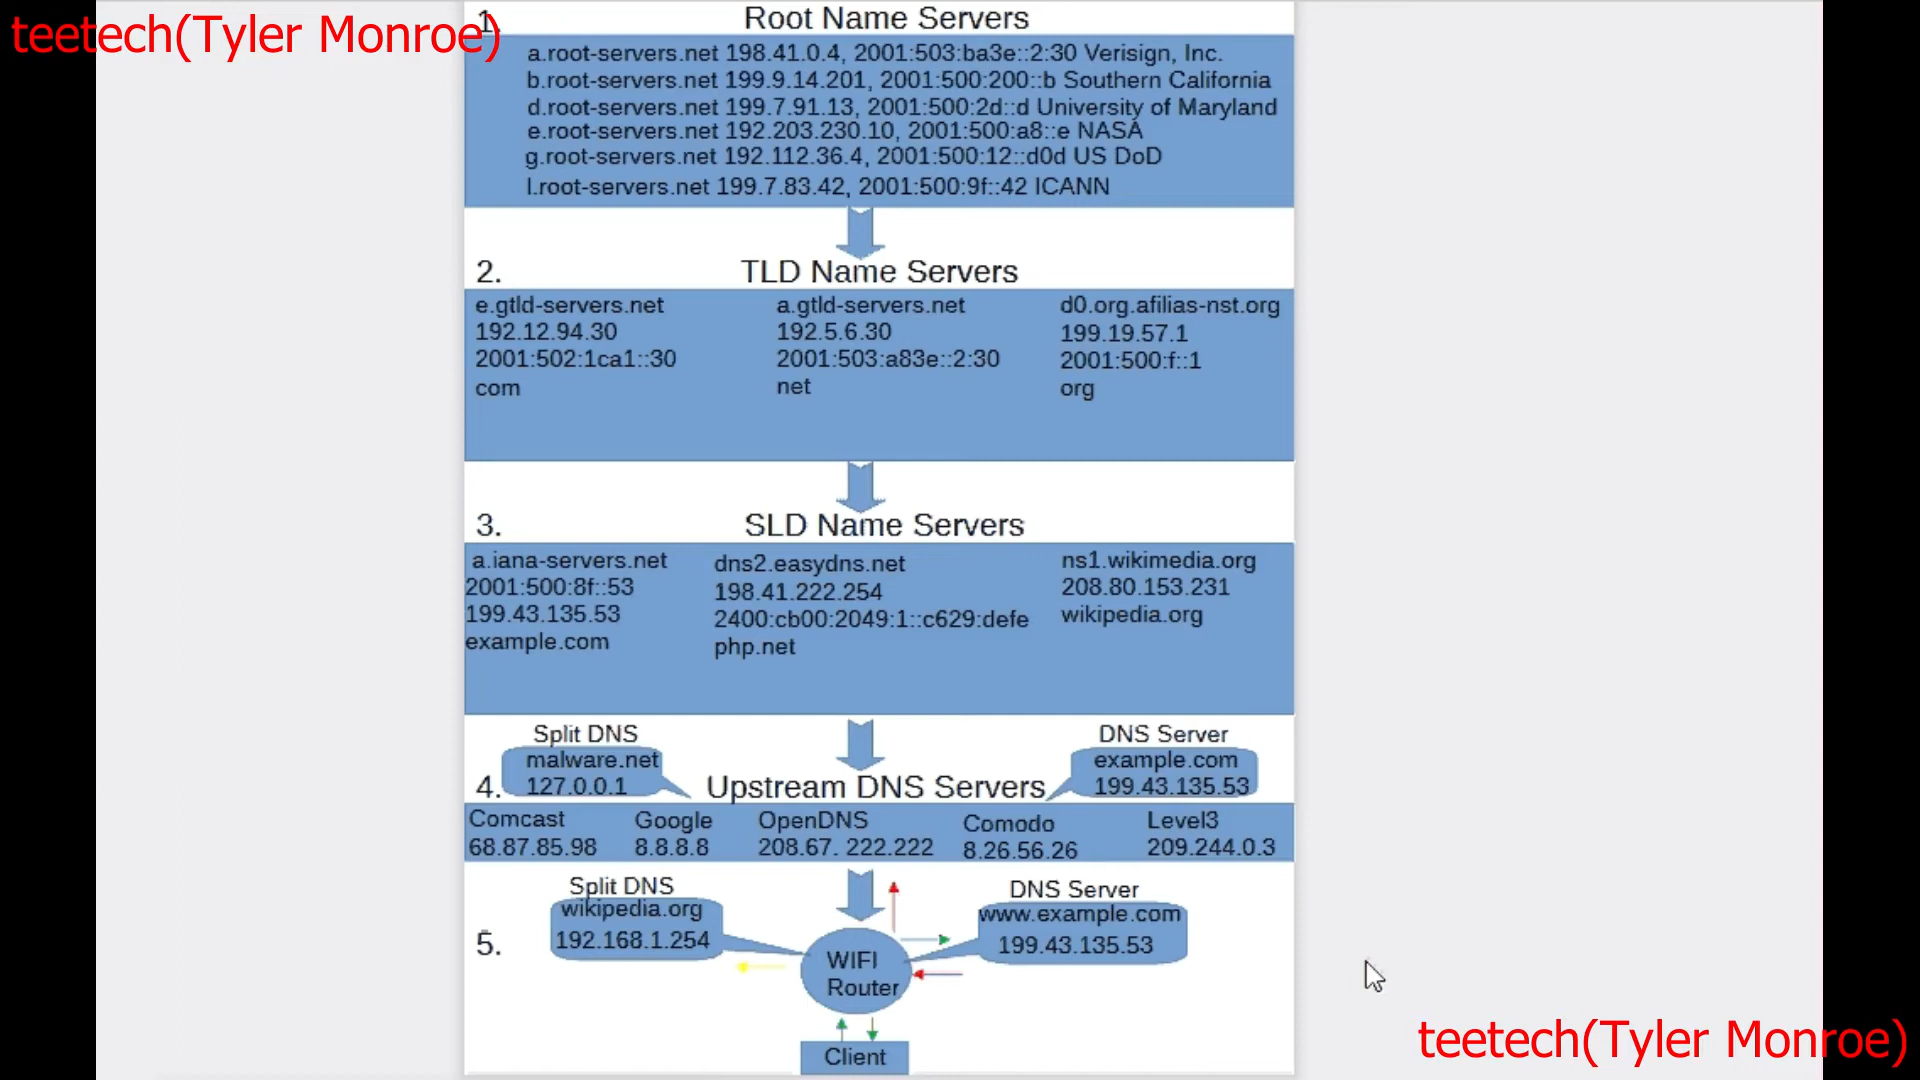 teetech(Tyler Monroe)
1.
Root Name Servers
a.root-servers.net 198.41.0.4, 2001:503:ba3e::2:30 Verisign, Inc.
b.root-servers.net 199.9.14.201, 2001:500:200::b Southern California
d.root-servers.net 199.7.91.13, 2001:500:2d::d University of Maryland
e.root-servers.net 192.203.230.10, 2001:500:a8::e NASA
g.root-servers.net 192.112.36.4, 2001:500:12::d0d US DoD
l.root-servers.net 199.7.83.42, 2001:500:9f::42 ICANN
2.
TLD Name Servers
e.gtld-servers.net
192.12.94.30
2001:502:1ca1::30
com
a.gtld-servers.net
192.5.6.30
2001:503:a83e::2:30
net
d0.org.afilias-nst.org
199.19.57.1
2001:500:f::1
org
3.
SLD Name Servers
a.iana-servers.net
2001:500:8f::53
199.43.135.53
example.com
dns2.easydns.net
198.41.222.254
2400:cb00:2049:1::c629:defe
php.net
ns1.wikimedia.org
208.80.153.231
wikipedia.org
Split DNS
malware.net
127.0.0.1
DNS Server
example.com
199.43.135.53
4.
Upstream DNS Servers
Comcast
68.87.85.98
Google
8.8.8.8
OpenDNS
208.67. 222.222
Comodo
8.26.56.26
Level3
209.244.0.3
Split DNS
wikipedia.org
192.168.1.254
DNS Server
www.example.com
199.43.135.53
5.
WIFI
Router
Client
teetech(Tyler Monroe)